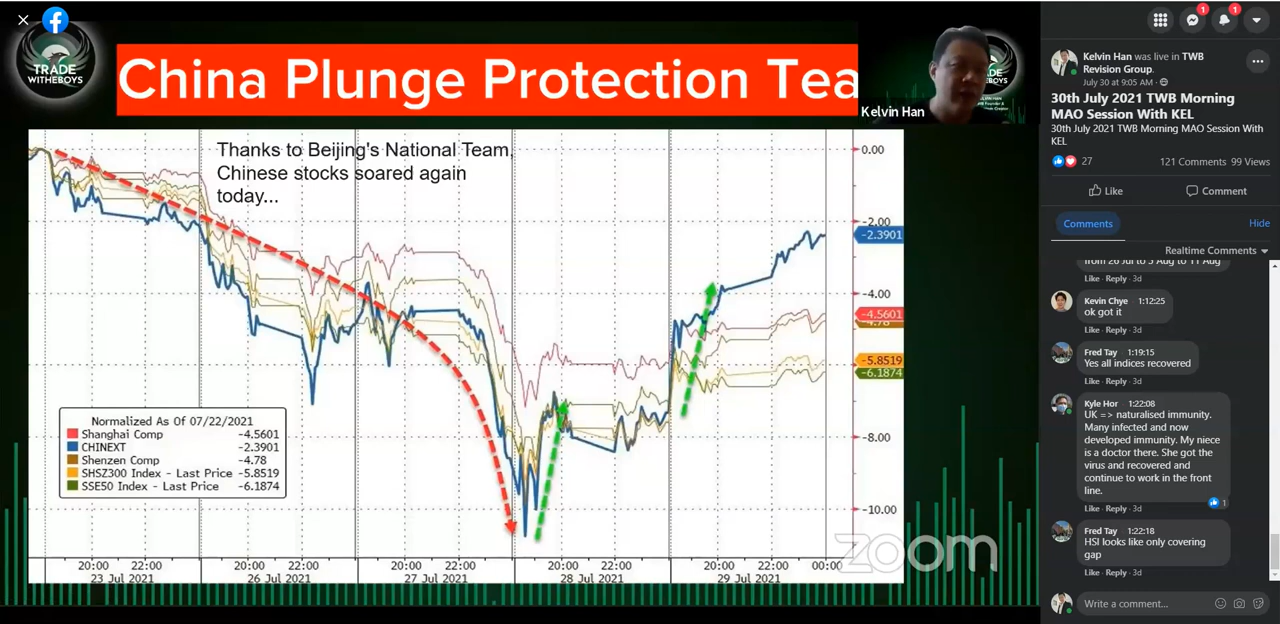 TRADE
WITHEBOYS
China Plunge Protection Tea
Kelvin Han
Thanks to Beijing's National Team,
Chinese stocks soared again
today...
0.00
-2.00
-2.3901
-4.00
-4.5601
-4.78
-5.8519
-6.1874
-8.00
-10.00
Normalized As Of 07/22/2021
Shanghai Comp -4.5601
CHINEXT -2.3901
Shenzen Comp -4.78
SHSZ300 Index - Last Price -5.8519
SSE50 Index - Last Price -6.1874
20:00 22:00 20:00 22:00 20:00 22:00 20:00 22:00 20:00 22:00 00:00
23 Jul 2021 26 Jul 2021 27 Jul 2021 28 Jul 2021 29 Jul 2021
zoom
1
1
Kelvin Han was live in TWB
Revision Group.
July 30 at 9:05 AM ·
30th July 2021 TWB Morning
MAO Session With KEL
30th July 2021 TWB Morning MAO Session With
KEL
27 121 Comments 99 Views
Like Comment
Comments Hide
Realtime Comments
from 26 Jul to 5 Aug to 11 Aug
Like · Reply · 3d
Kevin Chye 1:12:25
ok got it
Like · Reply · 3d
Fred Tay 1:19:15
Yes all indices recovered
Like · Reply · 3d
Kyle Hor 1:22:08
UK => naturalised immunity.
Many infected and now
developed immunity. My niece
is a doctor there. She got the
virus and recovered and
continue to work in the front
line.
1
Like · Reply · 3d
Fred Tay 1:22:18
HSI looks like only covering
gap
Like · Reply · 3d
Write a comment...